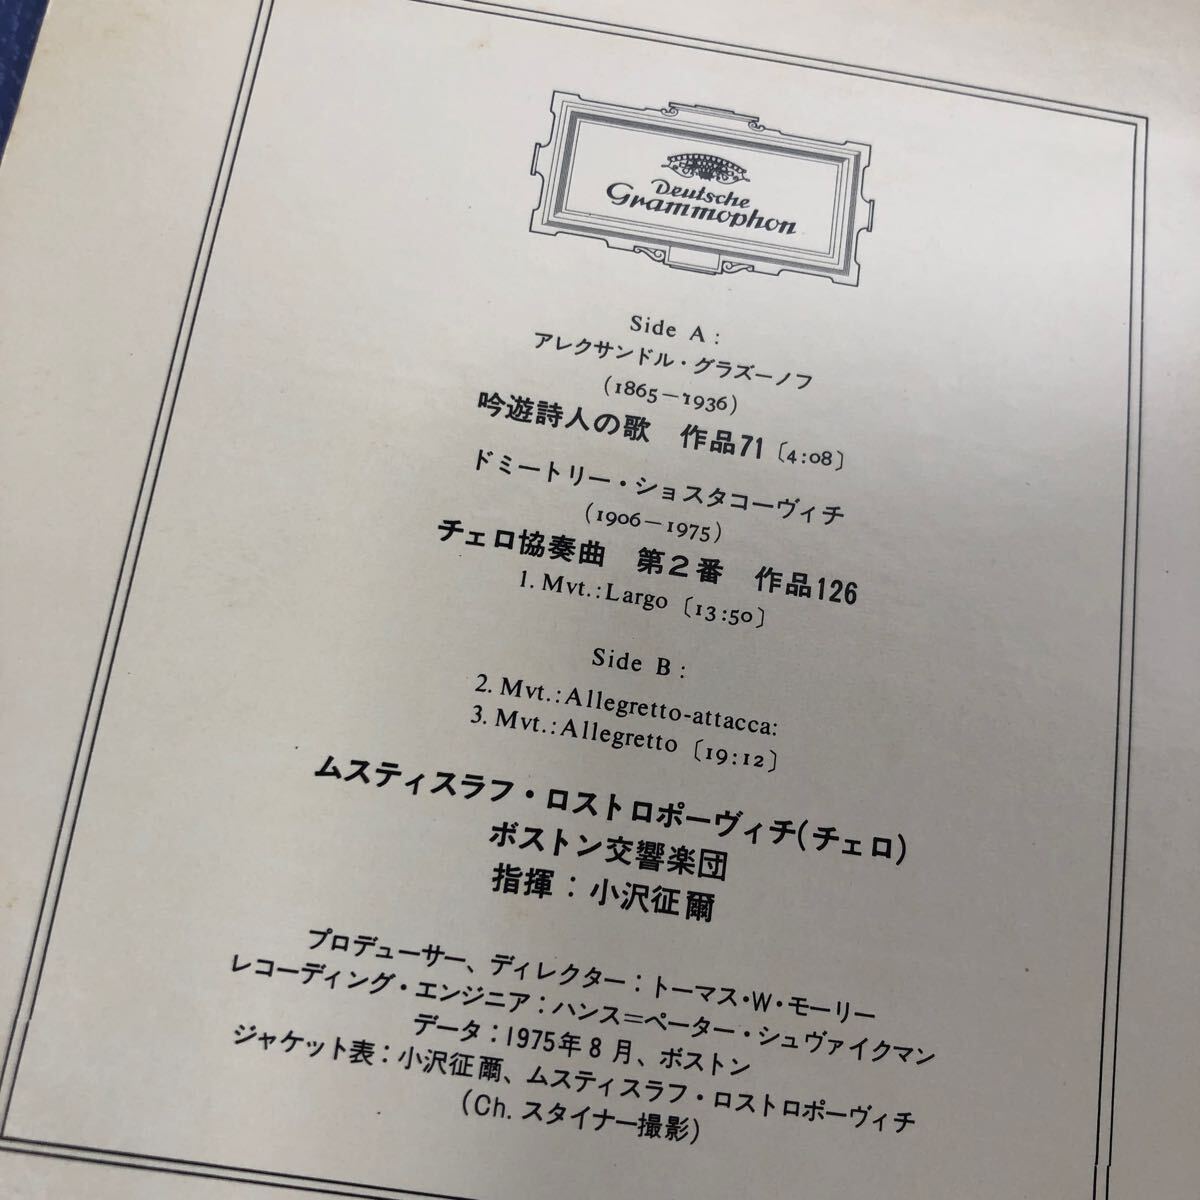 Deutsche
Grammophon
Side A :
アレクサンドル・グラズーノフ
(1865—1936)
吟遊詩人の歌　作品71〔4:08〕
ドミートリー・ショスタコーヴィチ
(1906—1975)
チェロ協奏曲　第2番　作品126
1. Mvt.:Largo〔13:50〕
Side B :
2. Mvt.:Allegretto-attacca:
3. Mvt.:Allegretto〔19:12〕
ムスティスラフ・ロストロポーヴィチ(チェロ)
ボストン交響楽団
指揮：小沢征爾
プロデューサー、ディレクター：トーマス・W・モーリー
レコーディング・エンジニア：ハンス＝ペーター・シュヴァイクマン
データ：1975年8月、ボストン
ジャケット表：小沢征爾、ムスティスラフ・ロストロポーヴィチ
(Ch. スタイナー撮影)